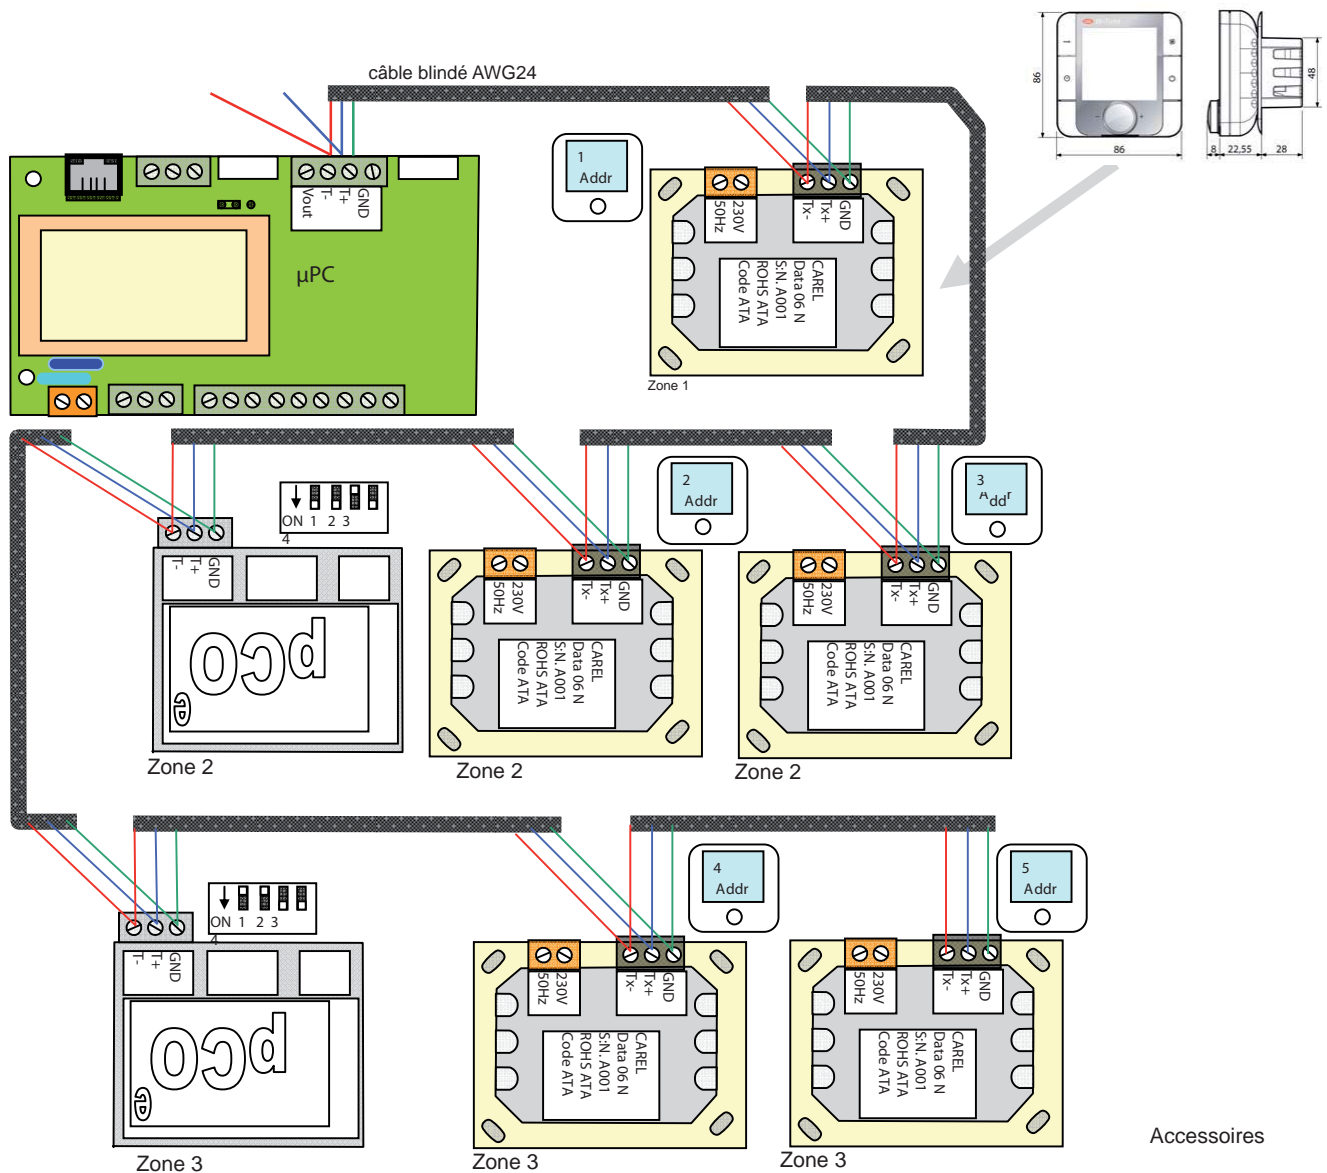 câble blindé AWG24
86
48
86
8
22,55
28
Vout
T-
T+
GND
µPC
1
Addr
50Hz
230V
Tx-
Tx+
GND
CAREL
Data 06 N
S:N. A001
ROHS ATA
Code ATA
Zone 1
ON 1 2 3
4
T-
T+
GND
pCO
Zone 2
2
Addr
50Hz
230V
Tx-
Tx+
GND
CAREL
Data 06 N
S:N. A001
ROHS ATA
Code ATA
Zone 2
3
Addr
50Hz
230V
Tx-
Tx+
GND
CAREL
Data 06 N
S:N. A001
ROHS ATA
Code ATA
Zone 2
ON 1 2 3
4
T-
T+
GND
pCO
Zone 3
4
Addr
50Hz
230V
Tx-
Tx+
GND
CAREL
Data 06 N
S:N. A001
ROHS ATA
Code ATA
Zone 3
5
Addr
50Hz
230V
Tx-
Tx+
GND
CAREL
Data 06 N
S:N. A001
ROHS ATA
Code ATA
Zone 3
Accessoires